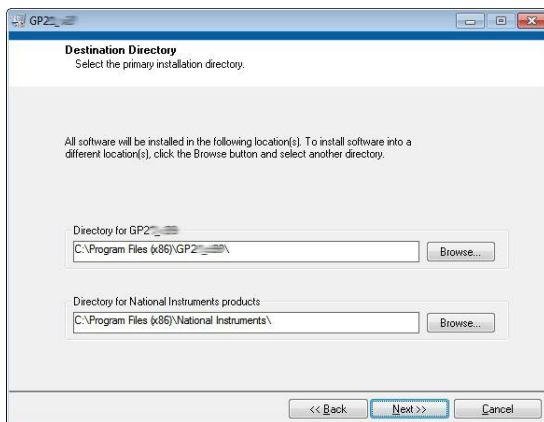 Destination Directory
Select the primary installation directory.
All software will be installed in the following location(s). To install software into a
different location(s), click the Browse button and select another directory.
Directory for
C:\Program Files (x86)\
Browse...
Directory for National Instruments products
C:\Program Files (x86)\National Instruments\
Browse...
<< Back
Next >>
Cancel